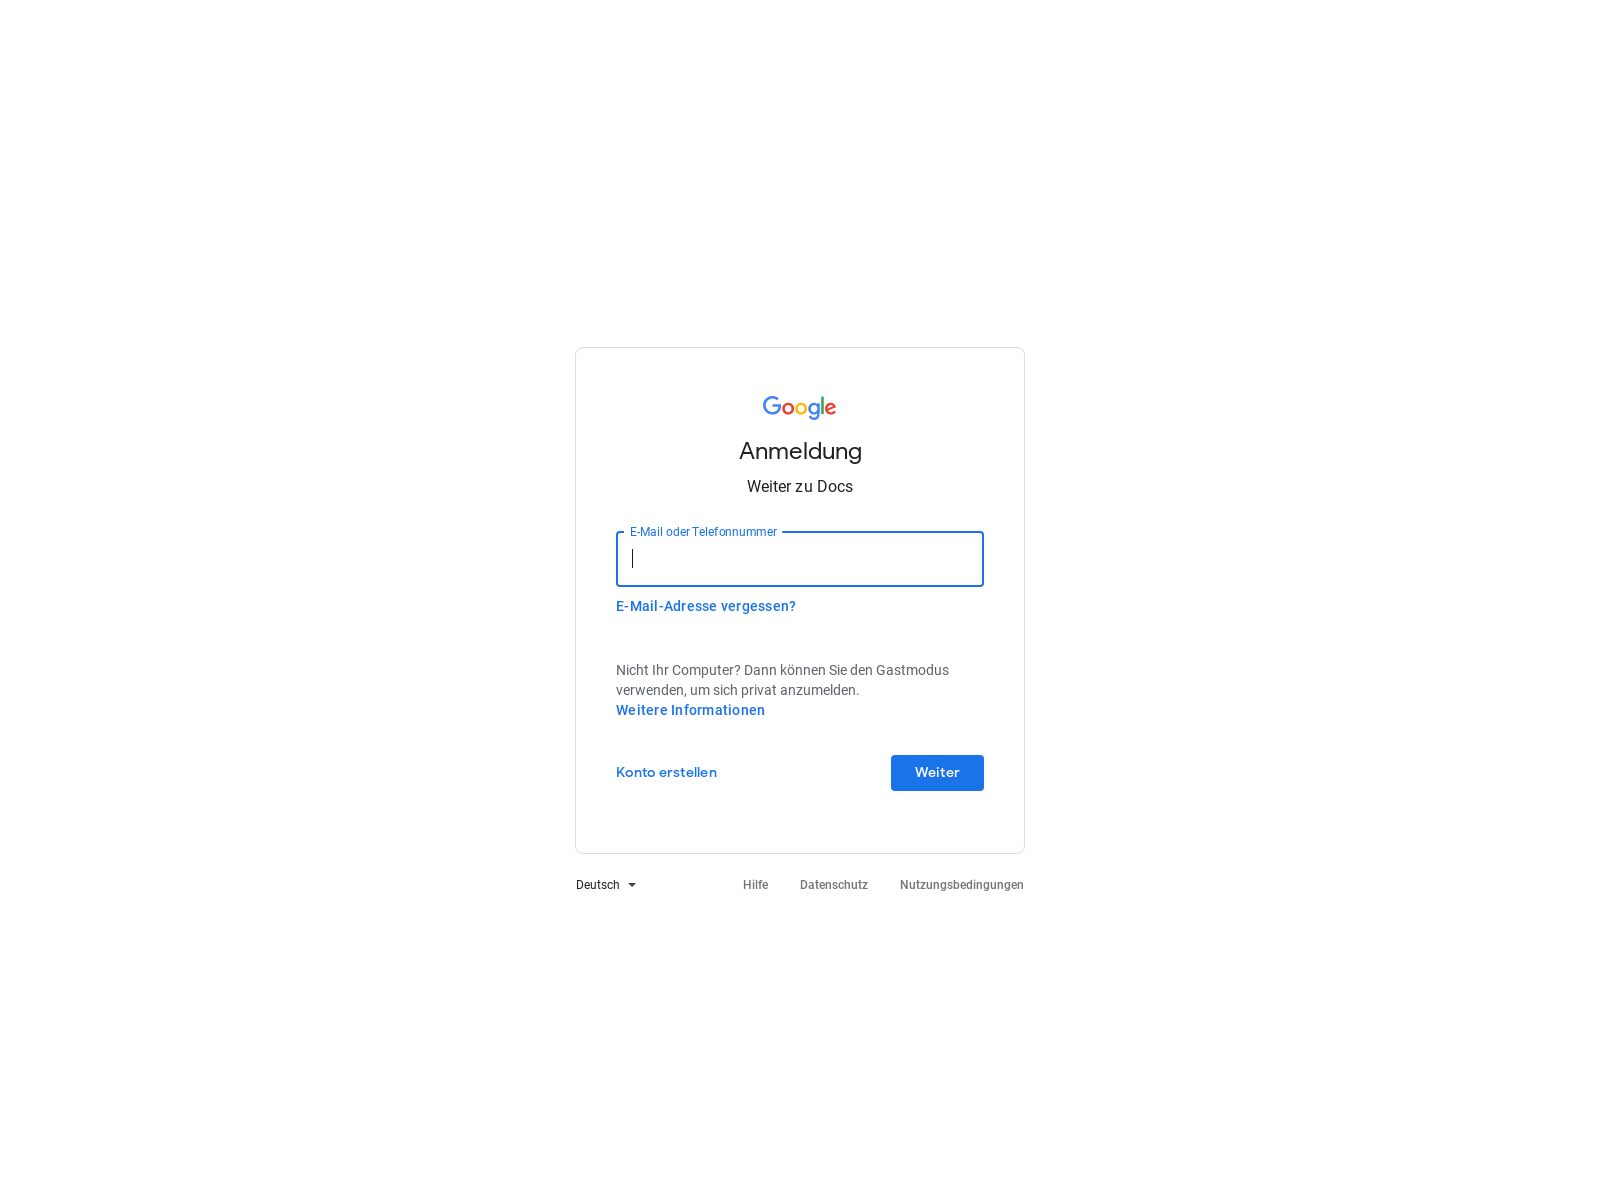 Google
Anmeldung
Weiter zu Docs
E-Mail oder Telefonnummer
E-Mail-Adresse vergessen?
Nicht Ihr Computer? Dann können Sie den Gastmodus
verwenden, um sich privat anzumelden.
Weitere Informationen
Konto erstellen
Weiter
Deutsch
Hilfe
Datenschutz
Nutzungsbedingungen